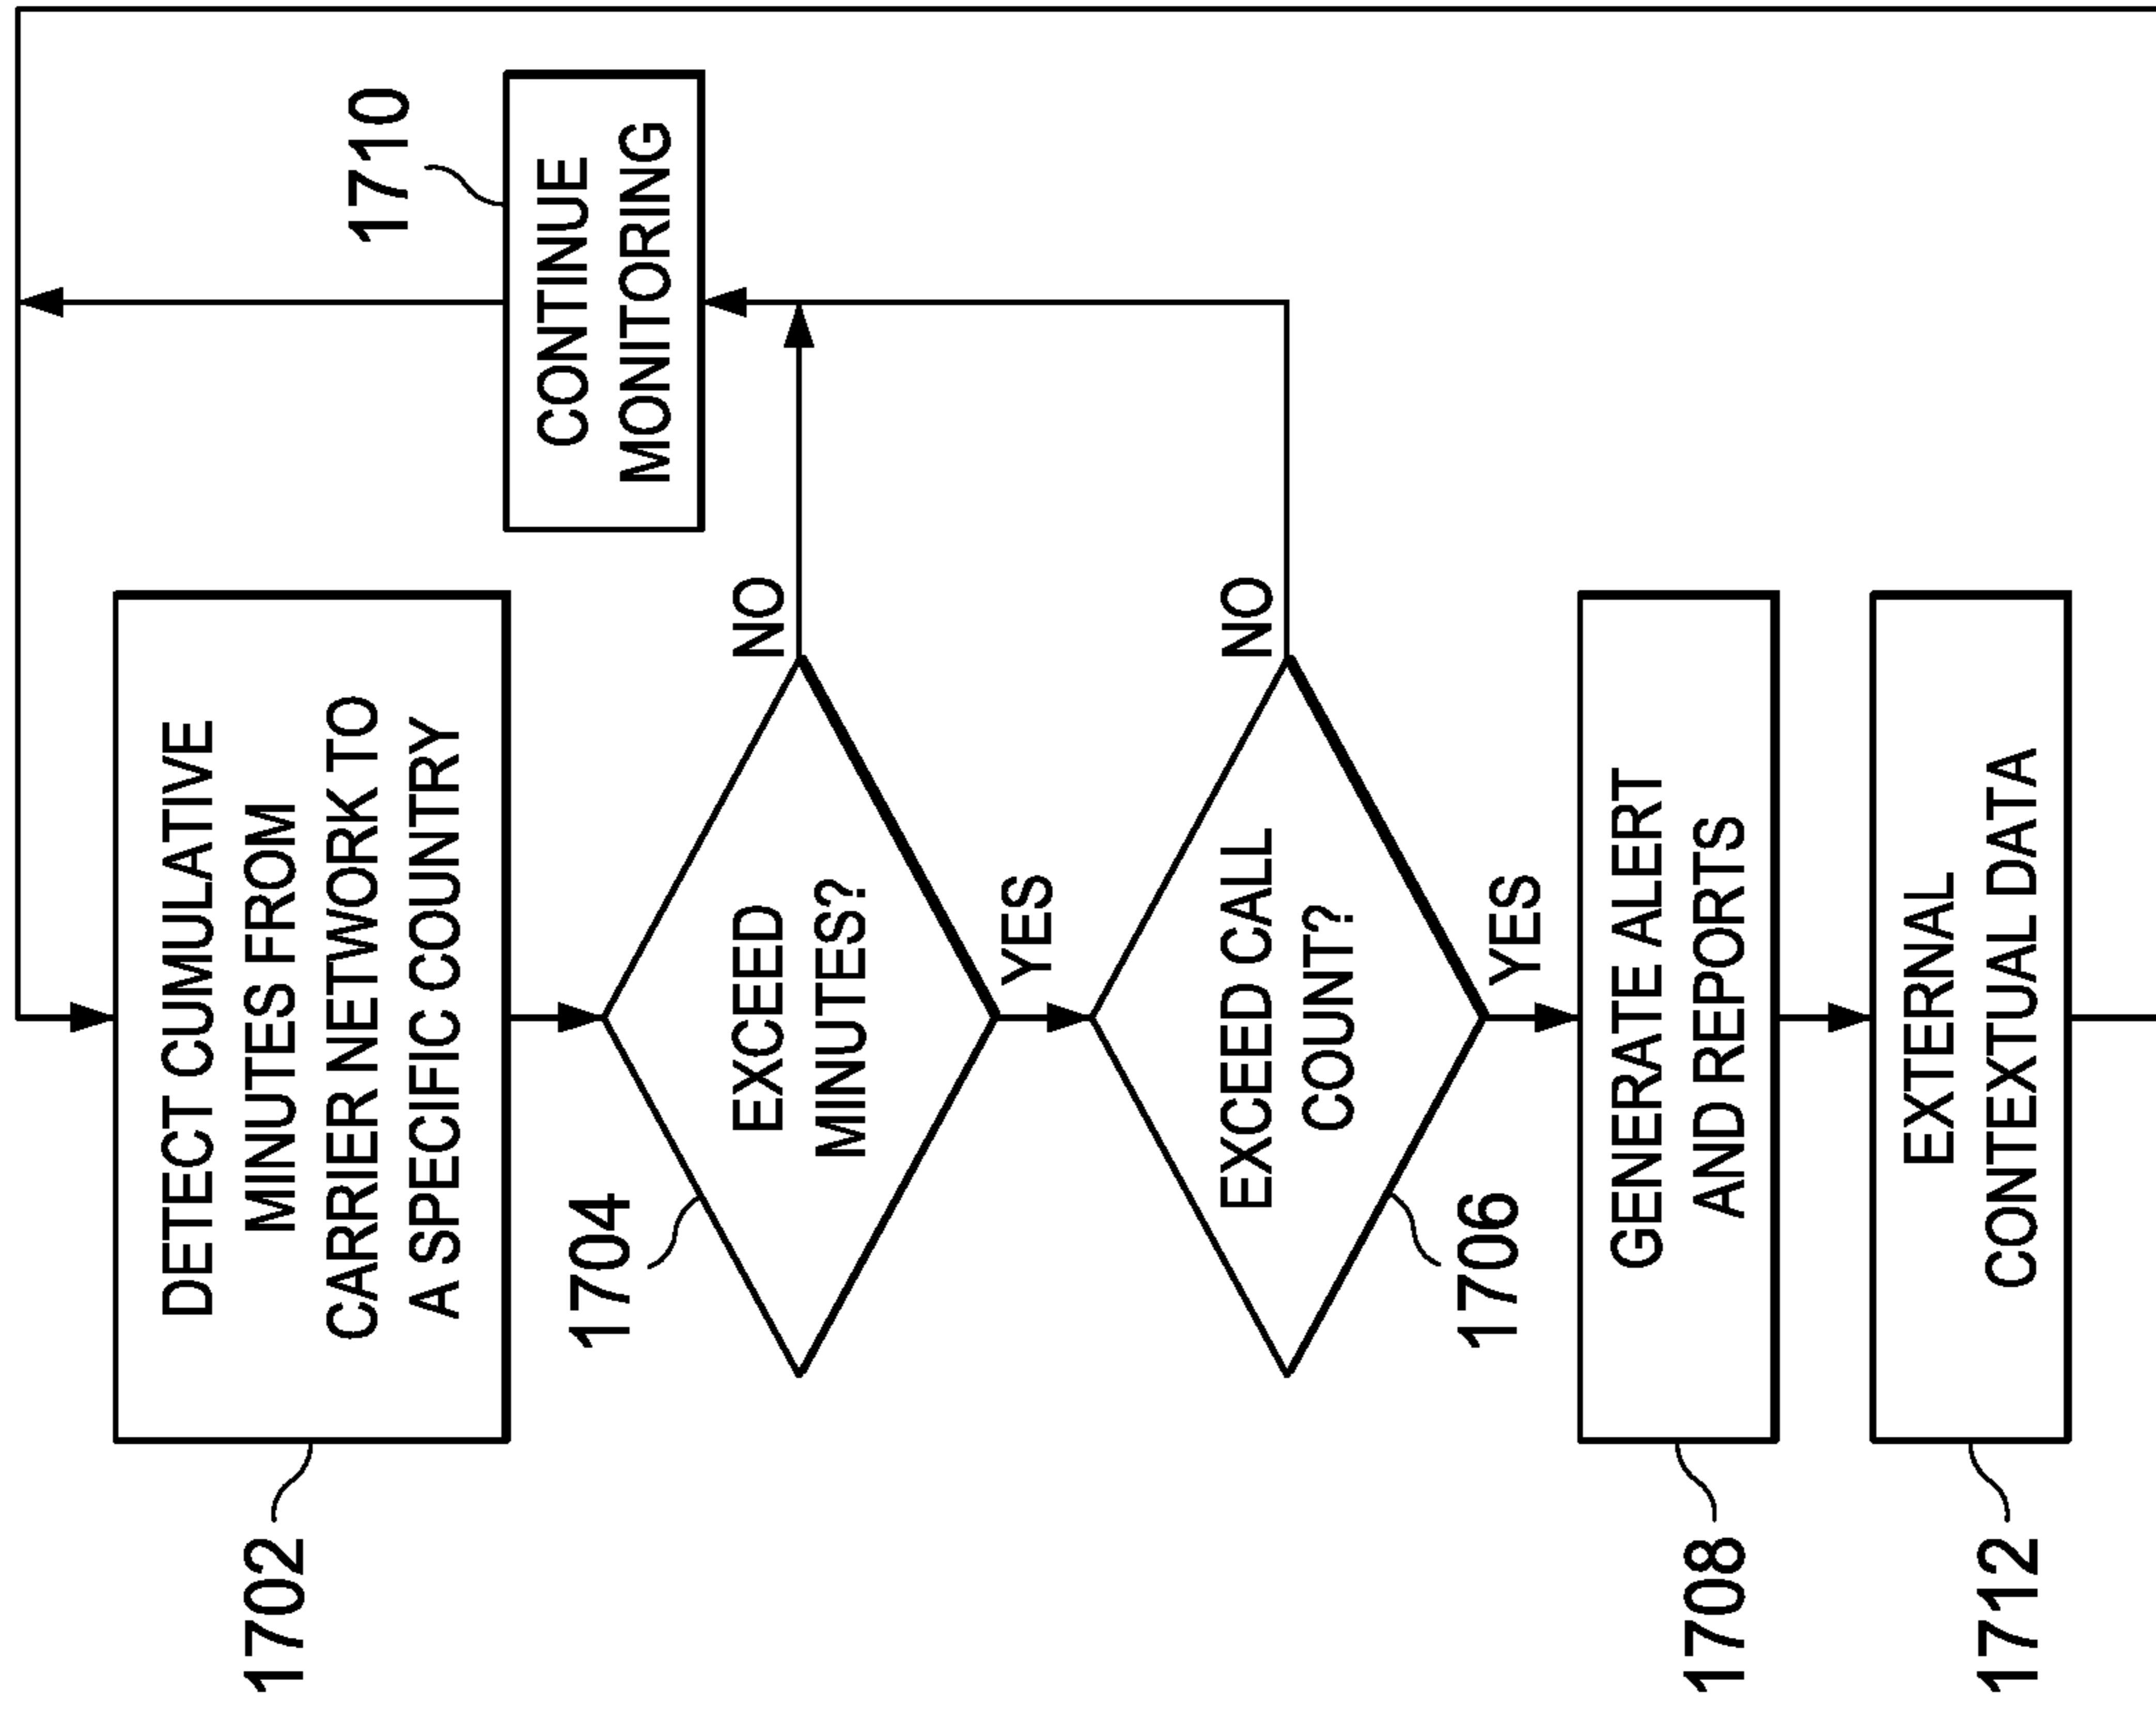 1702
DETECT CUMULATIVE
MINUTES FROM
CARRIER NETWORK TO
A SPECIFIC COUNTRY
1704
EXCEED
MINUTES?
NO
YES
1710
CONTINUE
MONITORING
1706
EXCEED CALL
COUNT?
NO
YES
1708
GENERATE ALERT
AND REPORTS
1712
EXTERNAL
CONTEXTUAL DATA